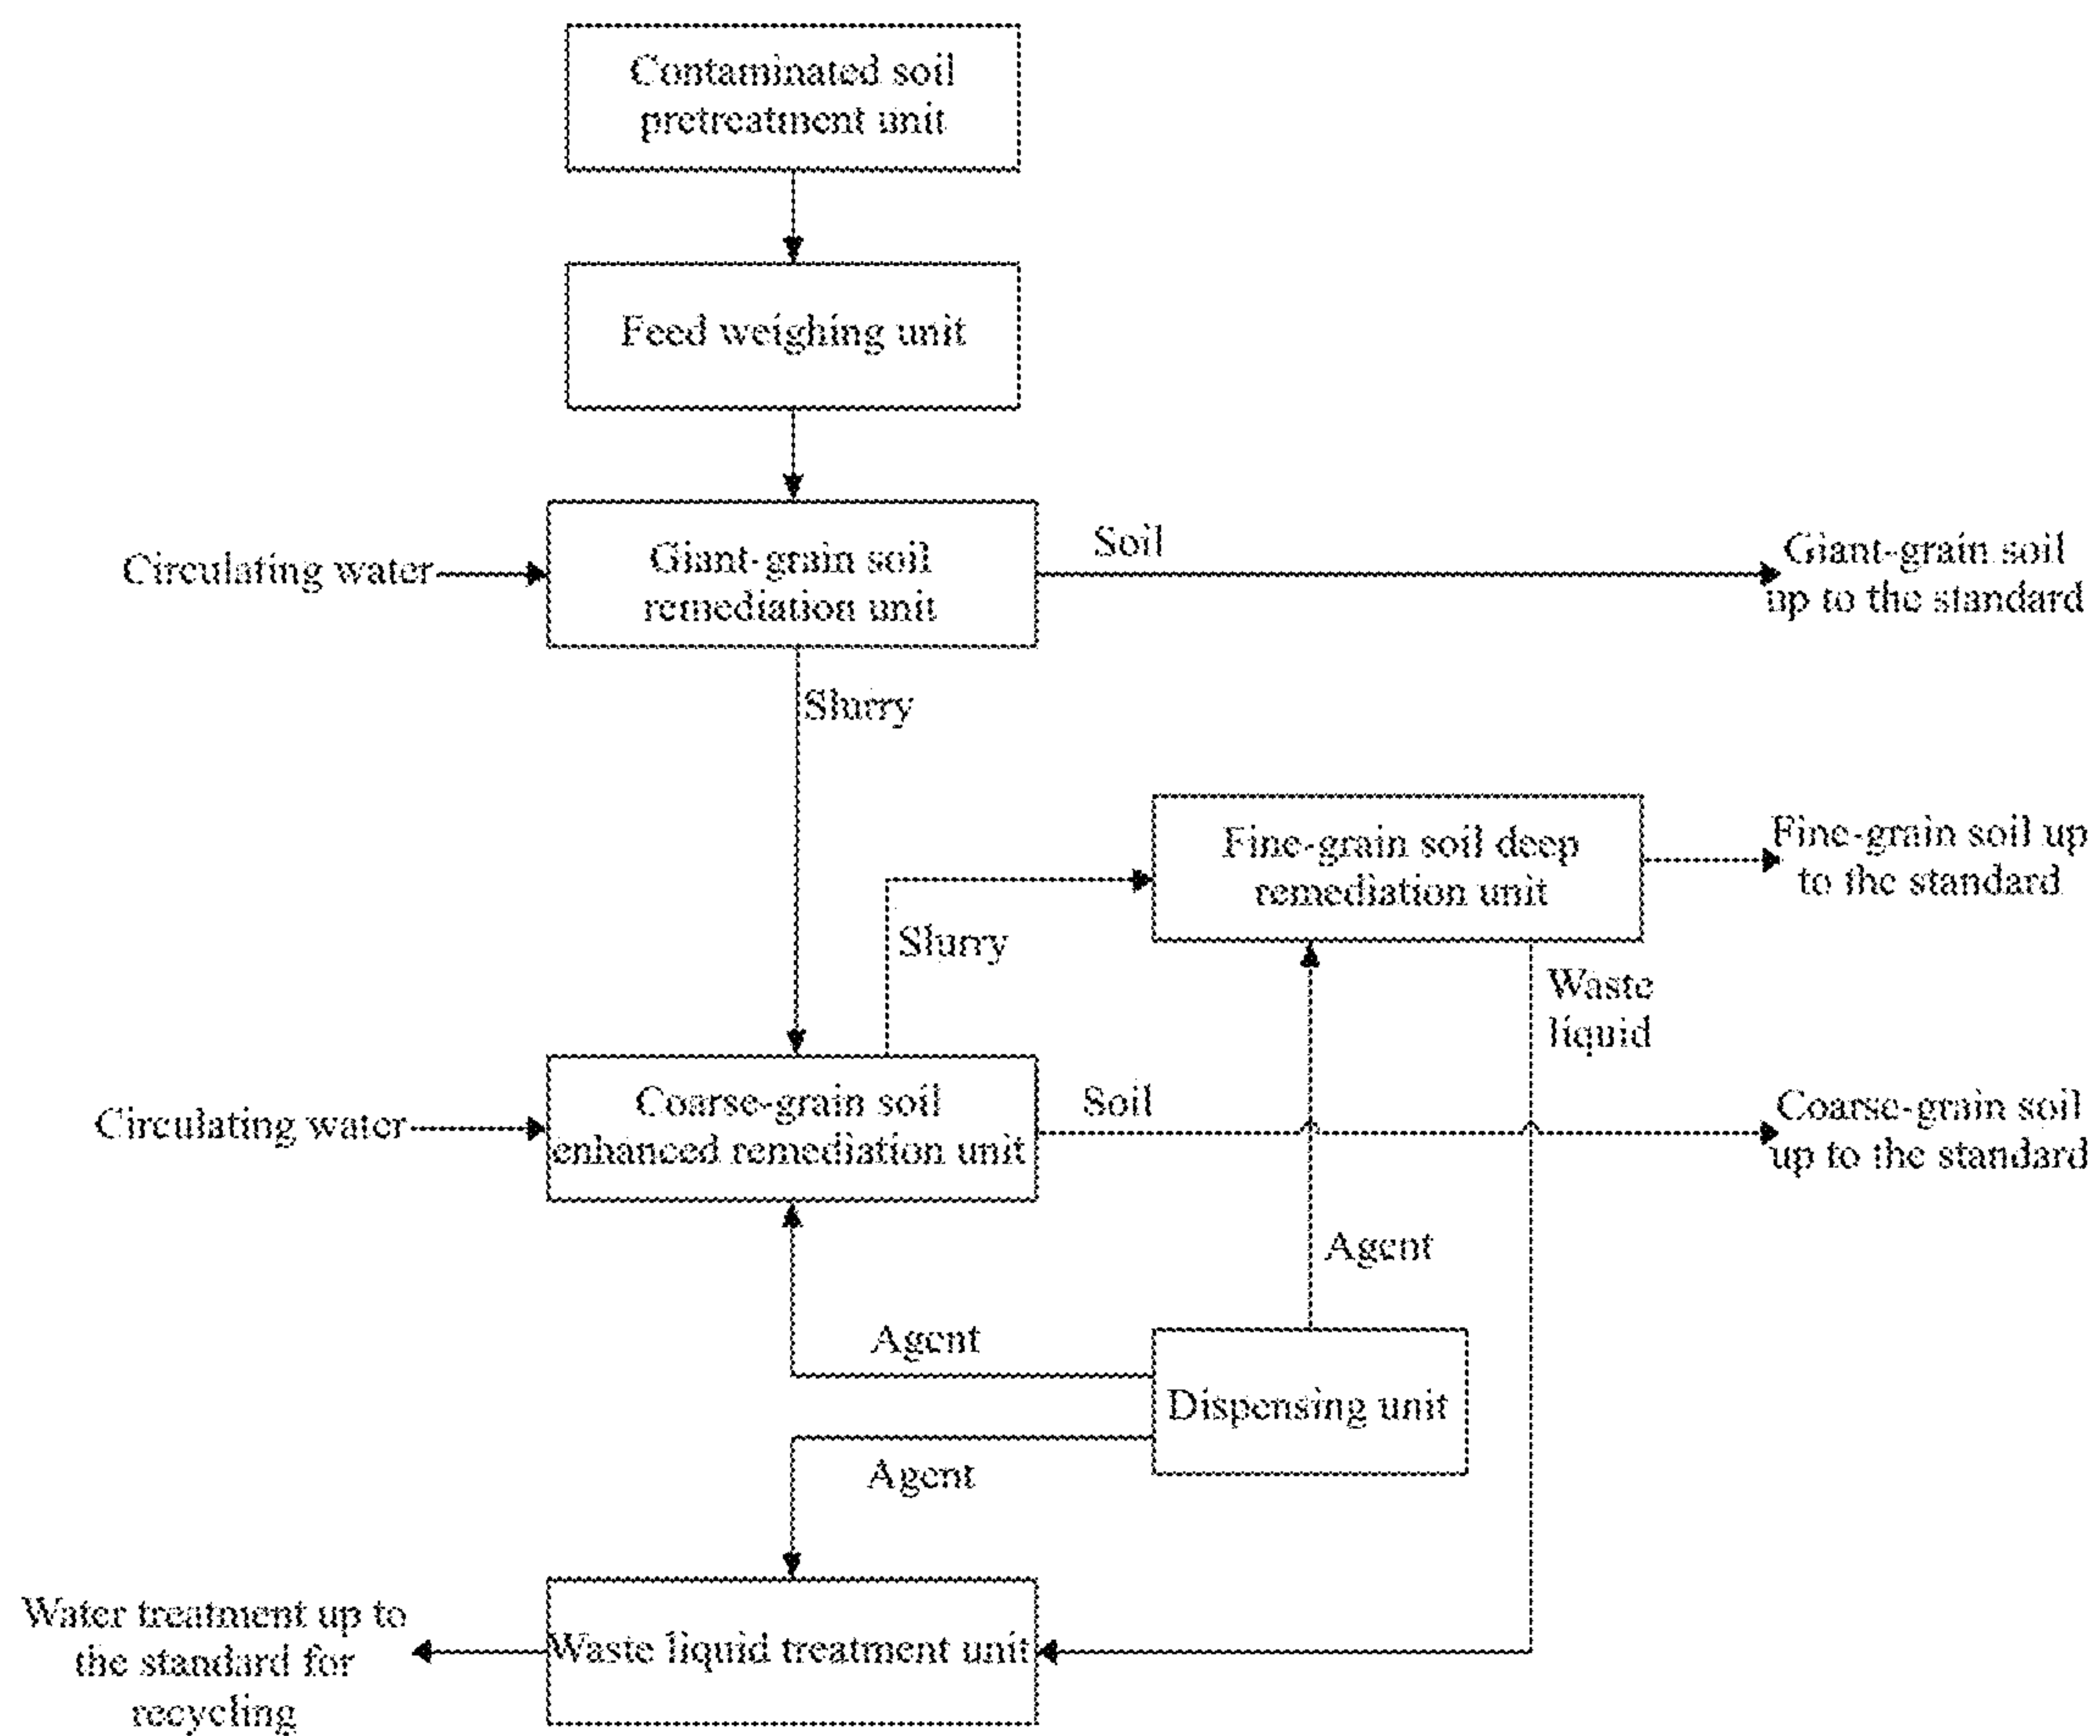 Contaminated soil
pretreatment unit
Feed weighing unit
Circulating water
Giant-grain soil
remediation unit
Soil
Giant-grain soil
up to the standard
Slurry
Fine-grain soil deep
remediation unit
Fine-grain soil up
to the standard
Slurry
Waste
liquid
Circulating water
Coarse-grain soil
enhanced remediation unit
Soil
Coarse-grain soil
up to the standard
Agent
Agent
Dispensing unit
Agent
Water treatment up to
the standard for
recycling
Waste liquid treatment unit